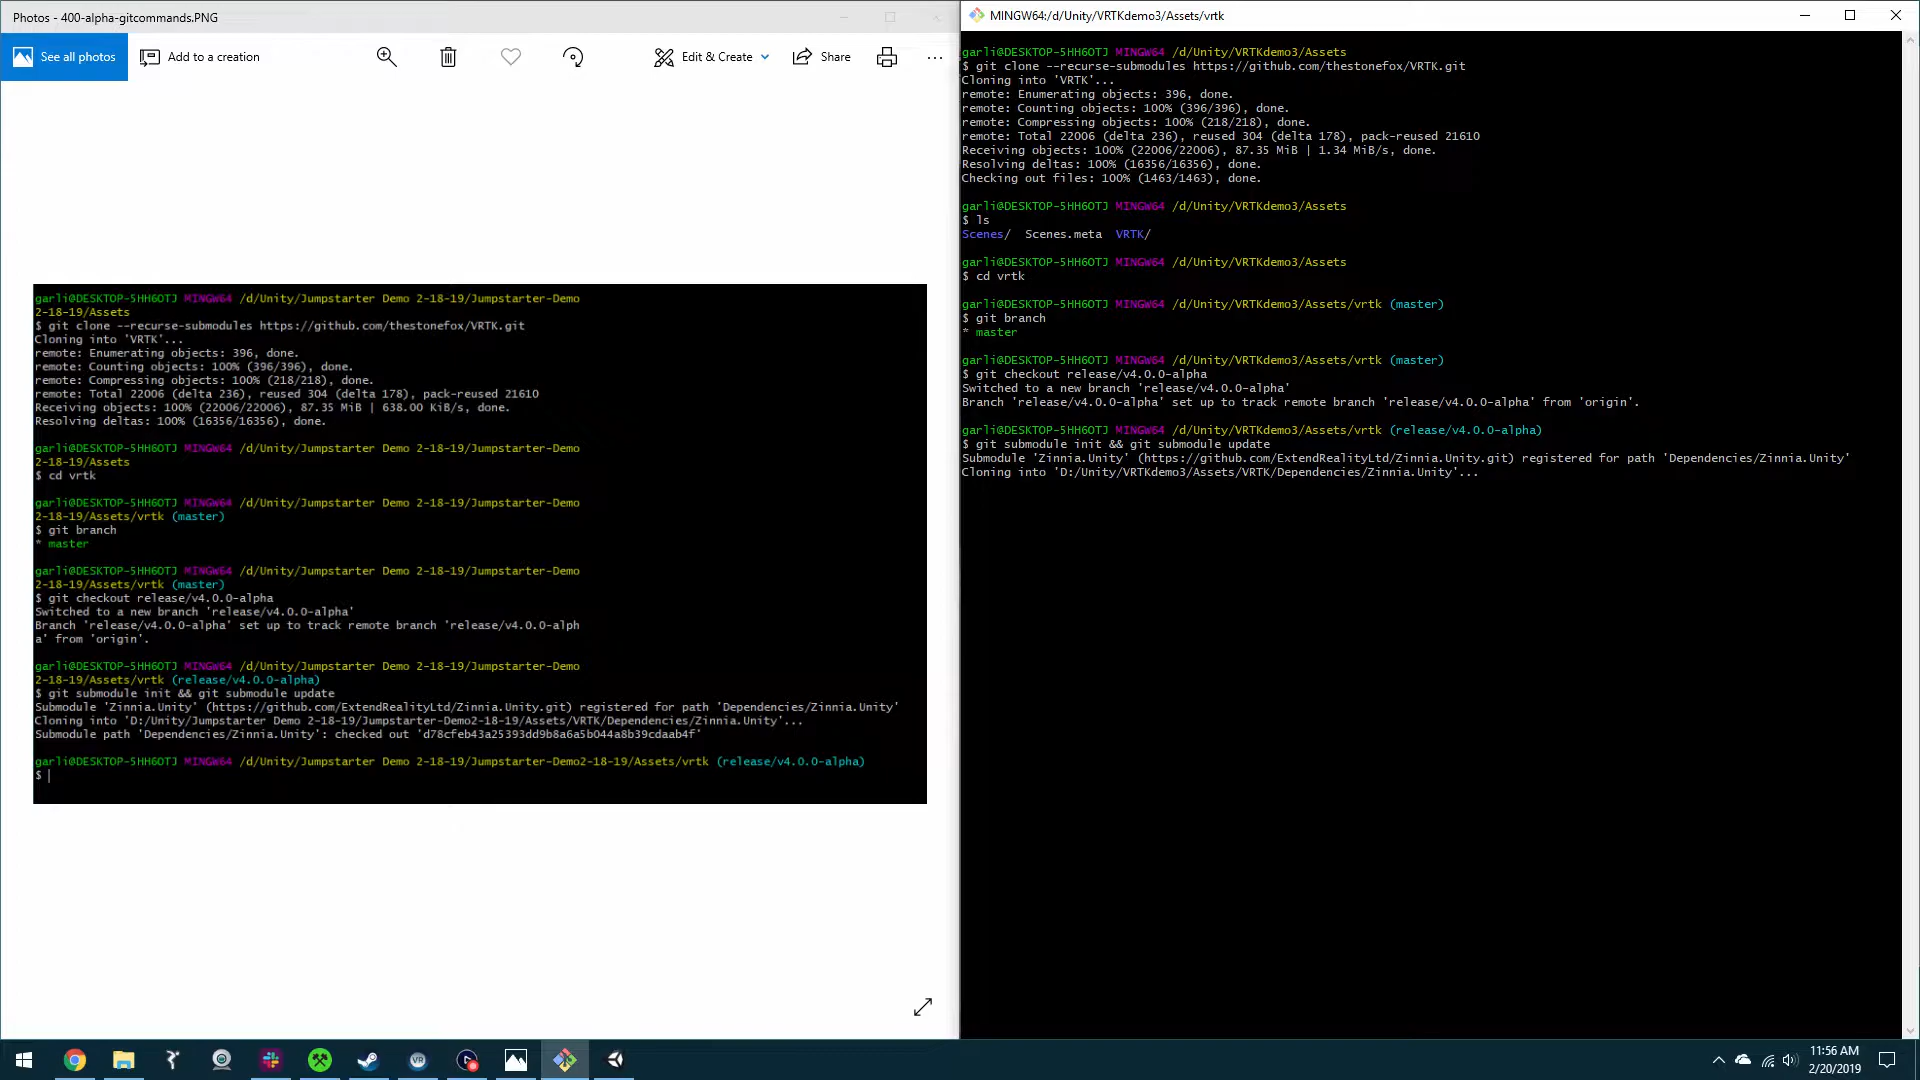 Photos - 400-alpha-gitcommands.PNG
See all photos
Add to a creation
Edit & Create
Share
garli@DESKTOP-5HH6OTJ MINGW64 /d/Unity/Jumpstarter Demo 2-18-19/Jumpstarter-Demo
2-18-19/Assets
$ git clone --recurse-submodules https://github.com/thestonefox/VRTK.git
Cloning into 'VRTK'...
remote: Enumerating objects: 396, done.
remote: Counting objects: 100% (396/396), done.
remote: Compressing objects: 100% (218/218), done.
remote: Total 22006 (delta 236), reused 304 (delta 178), pack-reused 21610
Receiving objects: 100% (22006/22006), 87.35 MiB | 638.00 KiB/s, done.
Resolving deltas: 100% (16356/16356), done.
garli@DESKTOP-5HH6OTJ MINGW64 /d/Unity/Jumpstarter Demo 2-18-19/Jumpstarter-Demo
2-18-19/Assets
$ cd vrtk
garli@DESKTOP-5HH6OTJ MINGW64 /d/Unity/Jumpstarter Demo 2-18-19/Jumpstarter-Demo
2-18-19/Assets/vrtk (master)
$ git branch
* master
garli@DESKTOP-5HH6OTJ MINGW64 /d/Unity/Jumpstarter Demo 2-18-19/Jumpstarter-Demo
2-18-19/Assets/vrtk (master)
$ git checkout release/v4.0.0-alpha
Switched to a new branch 'release/v4.0.0-alpha'
Branch 'release/v4.0.0-alpha' set up to track remote branch 'release/v4.0.0-alph
a' from 'origin'.
garli@DESKTOP-5HH6OTJ MINGW64 /d/Unity/Jumpstarter Demo 2-18-19/Jumpstarter-Demo
2-18-19/Assets/vrtk (release/v4.0.0-alpha)
$ git submodule init && git submodule update
Submodule 'Zinnia.Unity' (https://github.com/ExtendRealityLtd/Zinnia.Unity.git) registered for path 'Dependencies/Zinnia.Unity'
Cloning into 'D:/Unity/Jumpstarter Demo 2-18-19/Jumpstarter-Demo2-18-19/Assets/VRTK/Dependencies/Zinnia.Unity'...
Submodule path 'Dependencies/Zinnia.Unity': checked out 'd78cfeb43a25393dd9b8a6a5b044a8b39cdaab4f'
garli@DESKTOP-5HH6OTJ MINGW64 /d/Unity/Jumpstarter Demo 2-18-19/Jumpstarter-Demo2-18-19/Assets/vrtk (release/v4.0.0-alpha)
$
MINGW64:/d/Unity/VRTKdemo3/Assets/vrtk
garli@DESKTOP-5HH6OTJ MINGW64 /d/Unity/VRTKdemo3/Assets
$ git clone --recurse-submodules https://github.com/thestonefox/VRTK.git
Cloning into 'VRTK'...
remote: Enumerating objects: 396, done.
remote: Counting objects: 100% (396/396), done.
remote: Compressing objects: 100% (218/218), done.
remote: Total 22006 (delta 236), reused 304 (delta 178), pack-reused 21610
Receiving objects: 100% (22006/22006), 87.35 MiB | 1.34 MiB/s, done.
Resolving deltas: 100% (16356/16356), done.
Checking out files: 100% (1463/1463), done.
garli@DESKTOP-5HH6OTJ MINGW64 /d/Unity/VRTKdemo3/Assets
$ ls
Scenes/ Scenes.meta VRTK/
garli@DESKTOP-5HH6OTJ MINGW64 /d/Unity/VRTKdemo3/Assets
$ cd vrtk
garli@DESKTOP-5HH6OTJ MINGW64 /d/Unity/VRTKdemo3/Assets/vrtk (master)
$ git branch
* master
garli@DESKTOP-5HH6OTJ MINGW64 /d/Unity/VRTKdemo3/Assets/vrtk (master)
$ git checkout release/v4.0.0-alpha
Switched to a new branch 'release/v4.0.0-alpha'
Branch 'release/v4.0.0-alpha' set up to track remote branch 'release/v4.0.0-alpha' from 'origin'.
garli@DESKTOP-5HH6OTJ MINGW64 /d/Unity/VRTKdemo3/Assets/vrtk (release/v4.0.0-alpha)
$ git submodule init && git submodule update
Submodule 'Zinnia.Unity' (https://github.com/ExtendRealityLtd/Zinnia.Unity.git) registered for path 'Dependencies/Zinnia.Unity'
Cloning into 'D:/Unity/VRTKdemo3/Assets/VRTK/Dependencies/Zinnia.Unity'...
VR
11:56 AM
2/20/2019